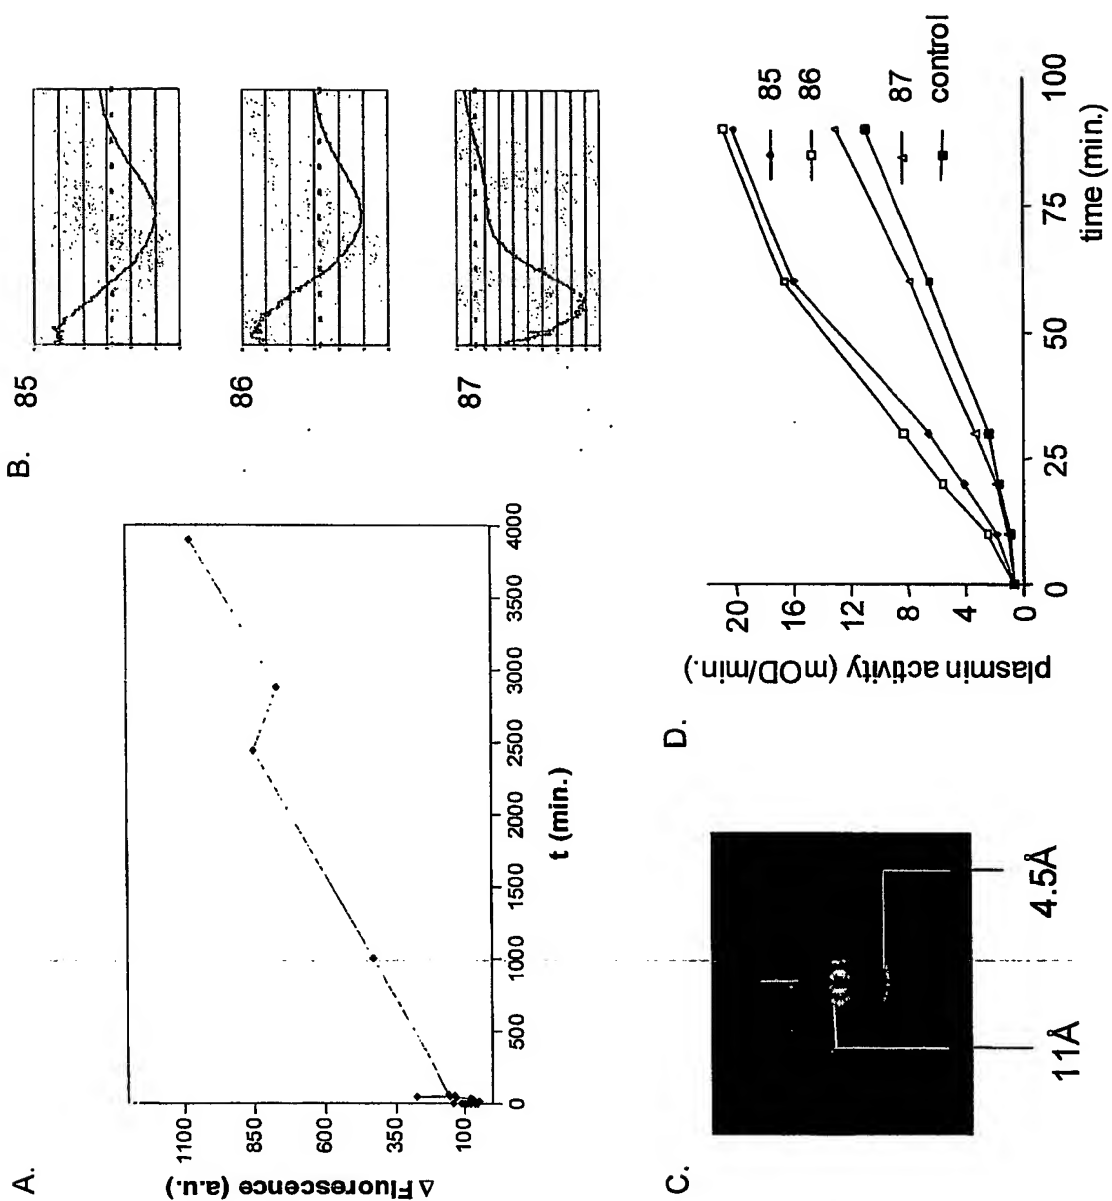 A.
Δ Fluorescence (a.u.)
1100
850
600
350
100
0
500
1000
1500
2000
2500
3000
3500
4000
t (min.)
B.
85
86
87
C.
11Å
4.5Å
D.
plasmin activity (mOD/min.)
20
16
12
8
4
0
0
25
50
75
100
time (min.)
85
86
87
control